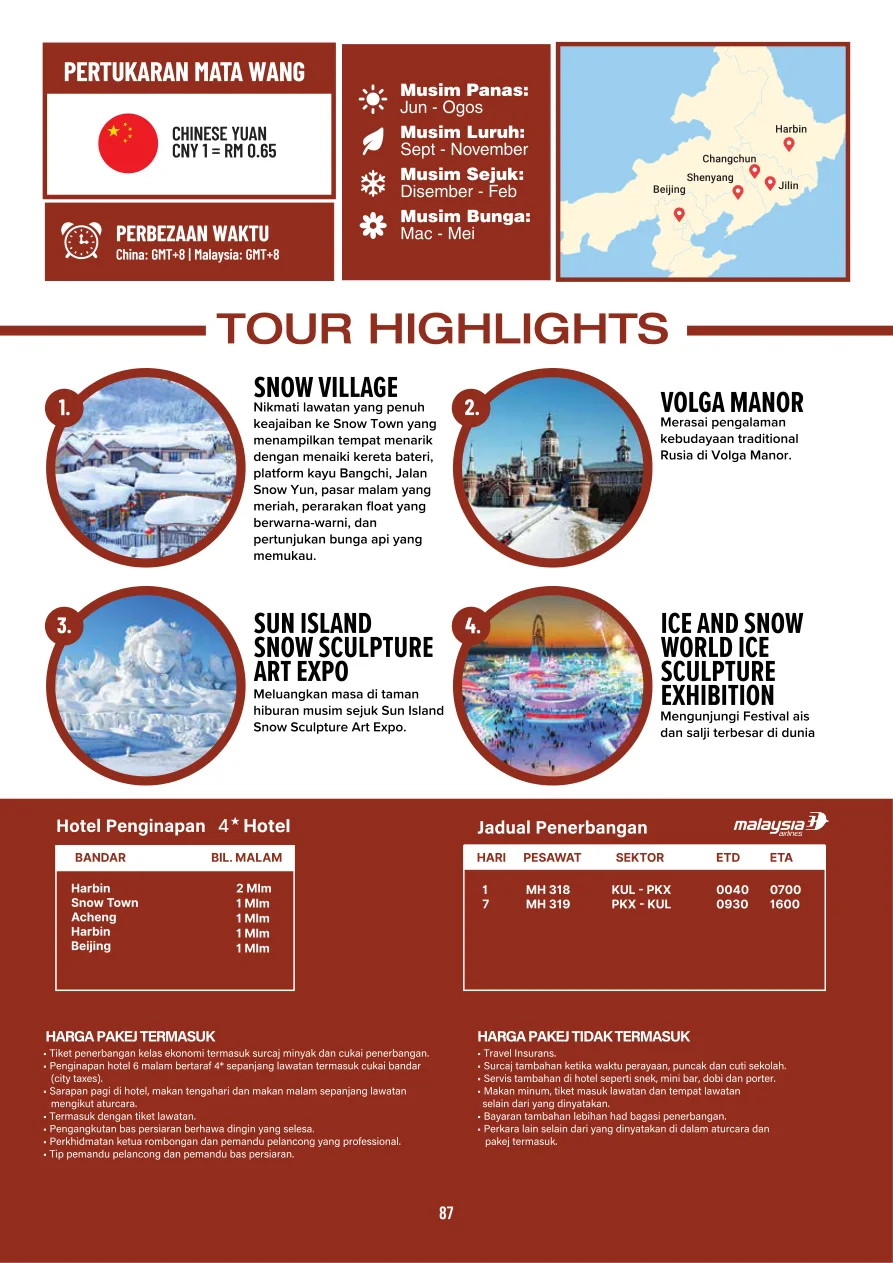 PERTUKARAN MATA WANG
CHINESE YUAN
CNY 1 = RM 0.65
PERBEZAAN WAKTU
China: GMT+8 | Malaysia: GMT+8
Musim Panas:
Jun - Ogos
Musim Luruh:
Sept - November
Musim Sejuk:
Disember - Feb
Musim Bunga:
Mac - Mei
Harbin
Changchun
Shenyang
Jilin
Beijing
TOUR HIGHLIGHTS
1.
SNOW VILLAGE
Nikmati lawatan yang penuh
keajaiban ke Snow Town yang
menampilkan tempat menarik
dengan menaiki kereta bateri,
platform kayu Bangchi, Jalan
Snow Yun, pasar malam yang
meriah, perarakan float yang
berwarna-warni, dan
pertunjukan bunga api yang
memukau.
2.
VOLGA MANOR
Merasai pengalaman
kebudayaan traditional
Rusia di Volga Manor.
3.
SUN ISLAND
SNOW SCULPTURE
ART EXPO
Meluangkan masa di taman
hiburan musim sejuk Sun Island
Snow Sculpture Art Expo.
4.
ICE AND SNOW
WORLD ICE
SCULPTURE
EXHIBITION
Mengunjungi Festival ais
dan salji terbesar di dunia
Hotel Penginapan 4★Hotel
BANDAR BIL. MALAM
Harbin 2 Mlm
Snow Town 1 Mlm
Acheng 1 Mlm
Harbin 1 Mlm
Beijing 1 Mlm
Jadual Penerbangan
malaysia
airlines
HARI PESAWAT SEKTOR ETD ETA
1 MH 318 KUL - PKX 0040 0700
7 MH 319 PKX - KUL 0930 1600
HARGA PAKEJ TERMASUK
• Tiket penerbangan kelas ekonomi termasuk surcaj minyak dan cukai penerbangan.
• Penginapan hotel 6 malam bertaraf 4* sepanjang lawatan termasuk cukai bandar
(city taxes).
• Sarapan pagi di hotel, makan tengahari dan makan malam sepanjang lawatan
mengikut aturcara.
• Termasuk dengan tiket lawatan.
• Pengangkutan bas persiaran berhawa dingin yang selesa.
• Perkhidmatan ketua rombongan dan pemandu pelancong yang professional.
• Tip pemandu pelancong dan pemandu bas persiaran.
HARGA PAKEJ TIDAK TERMASUK
• Travel Insurans.
• Surcaj tambahan ketika waktu perayaan, puncak dan cuti sekolah.
• Servis tambahan di hotel seperti snek, mini bar, dobi dan porter.
• Makan minum, tiket masuk lawatan dan tempat lawatan
selain dari yang dinyatakan.
• Bayaran tambahan lebihan had bagasi penerbangan.
• Perkara lain selain dari yang dinyatakan di dalam aturcara dan
pakej termasuk.
87